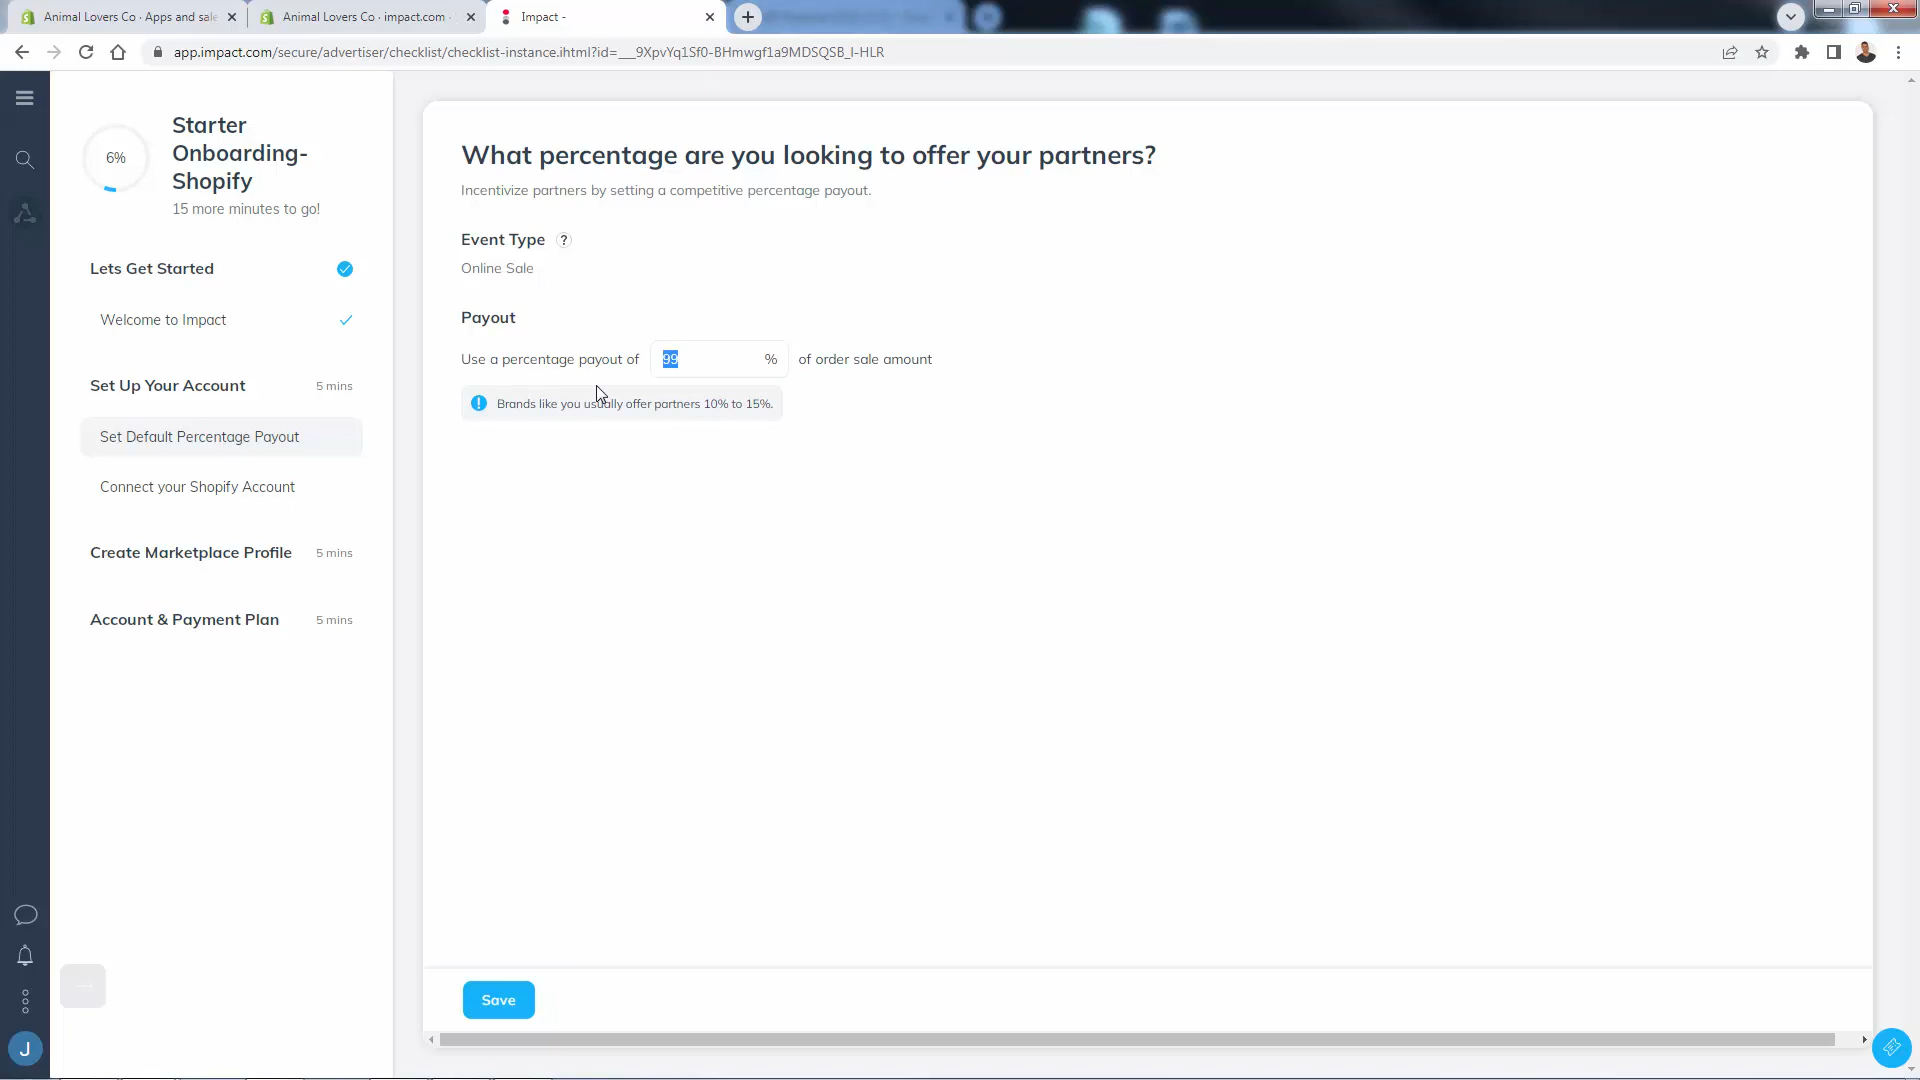 Animal Lovers Co · Apps and sale
Animal Lovers Co · impact.com ·
Impact -
app.impact.com/secure/advertiser/checklist/checklist-instance.ihtml?id=___9XpvYq1Sf0-BHmwgf1a9MDSQSB_I-HLR
6%
Starter
Onboarding-
Shopify
15 more minutes to go!
Lets Get Started
Welcome to Impact
Set Up Your Account 5 mins
Set Default Percentage Payout
Connect your Shopify Account
Create Marketplace Profile 5 mins
Account & Payment Plan 5 mins
J
What percentage are you looking to offer your partners?
Incentivize partners by setting a competitive percentage payout.
Event Type ?
Online Sale
Payout
Use a percentage payout of 99 % of order sale amount
Brands like you usually offer partners 10% to 15%.
Save